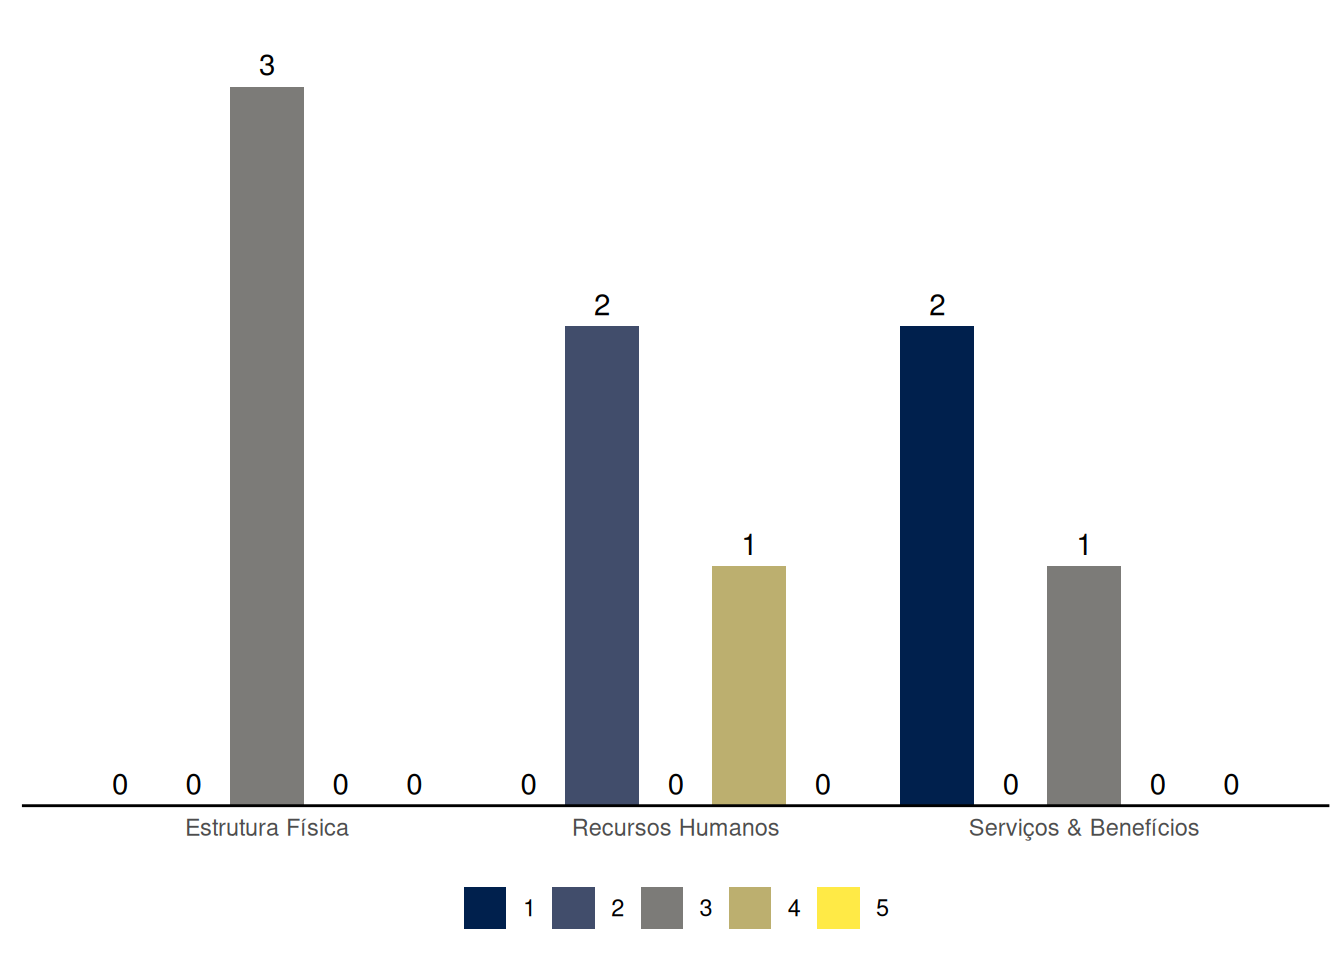 3
2 2
1 1
0 0 0 0 0 0 0 0 0 0
Estrutura Física Recursos Humanos Serviços & Benefícios
1 2 3 4 5